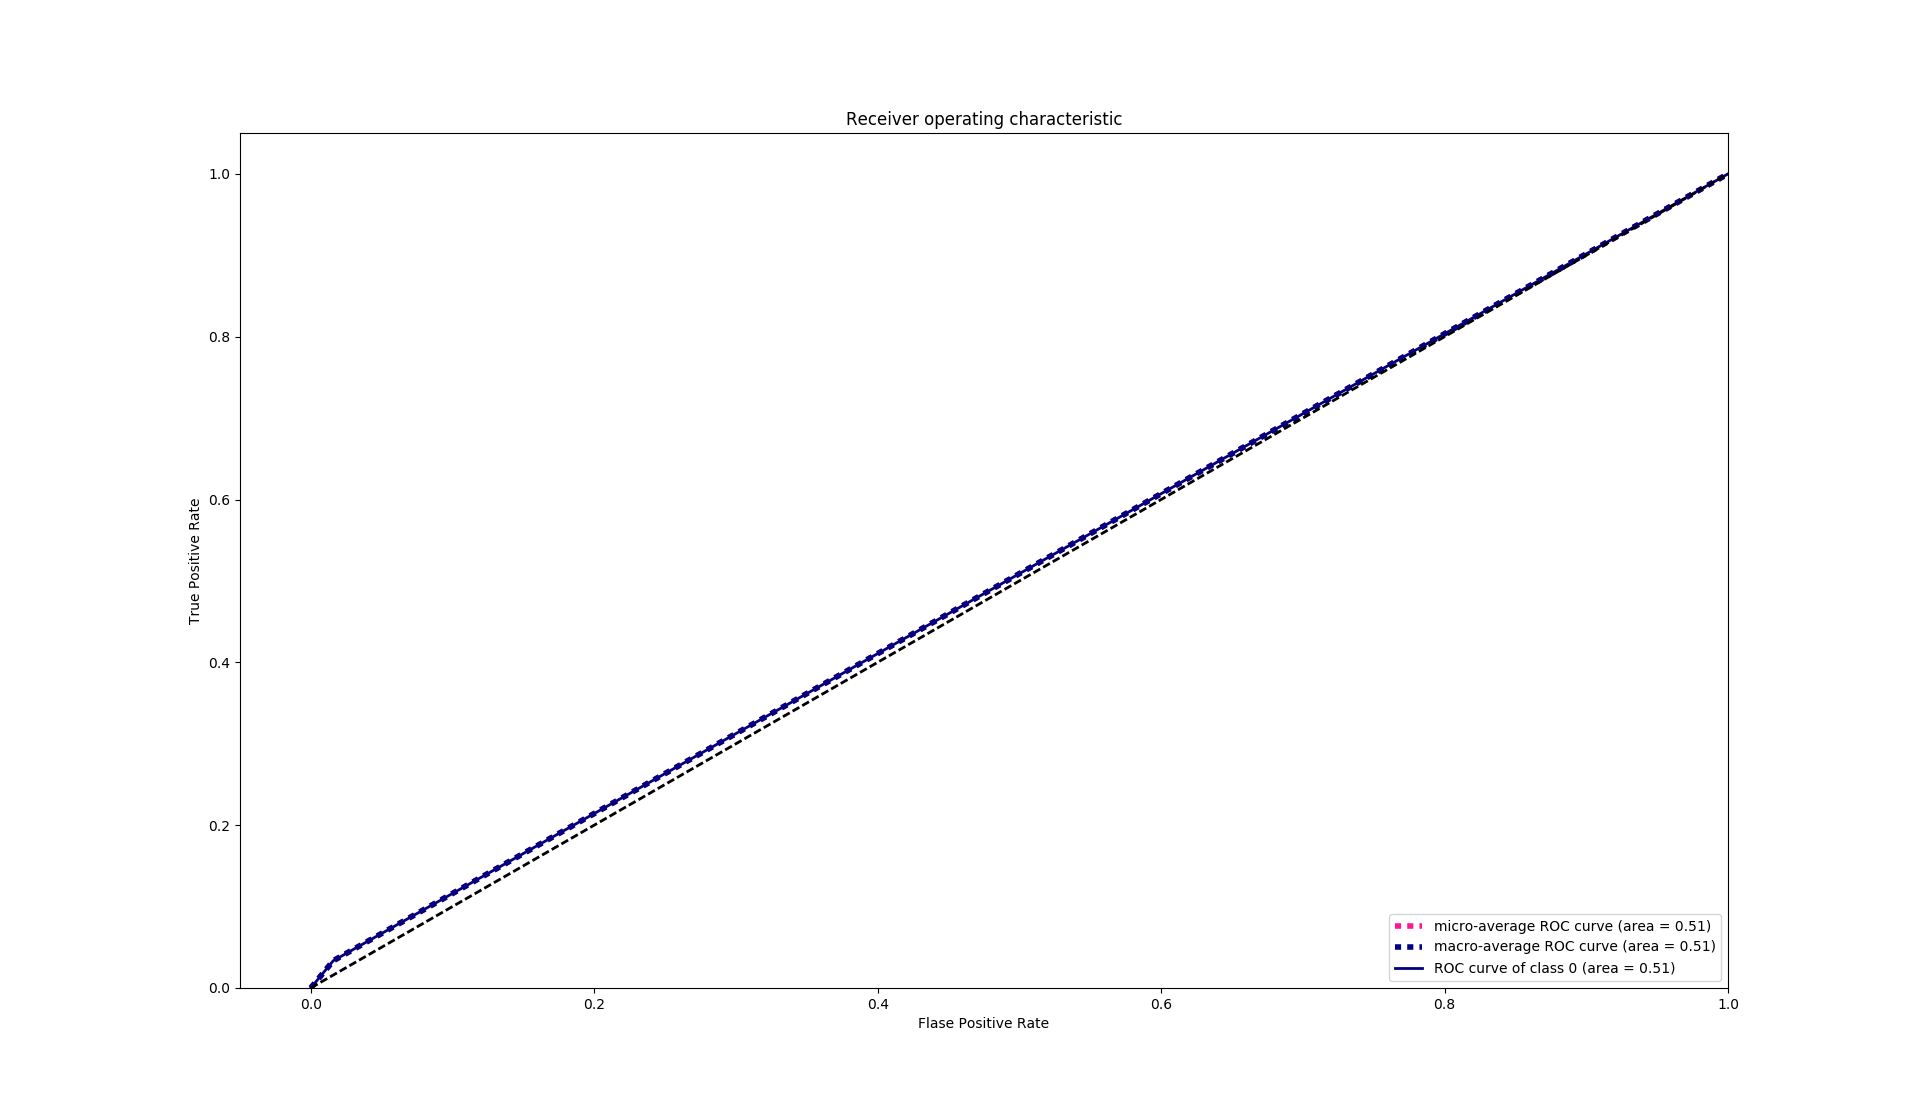 Receiver operating characteristic
1.0
0.8
0.6
0.4
0.2
0.0
True Positive Rate
0.0 0.2 0.4 0.6 0.8 1.0
Flase Positive Rate
micro-average ROC curve (area = 0.51)
macro-average ROC curve (area = 0.51)
ROC curve of class 0 (area = 0.51)